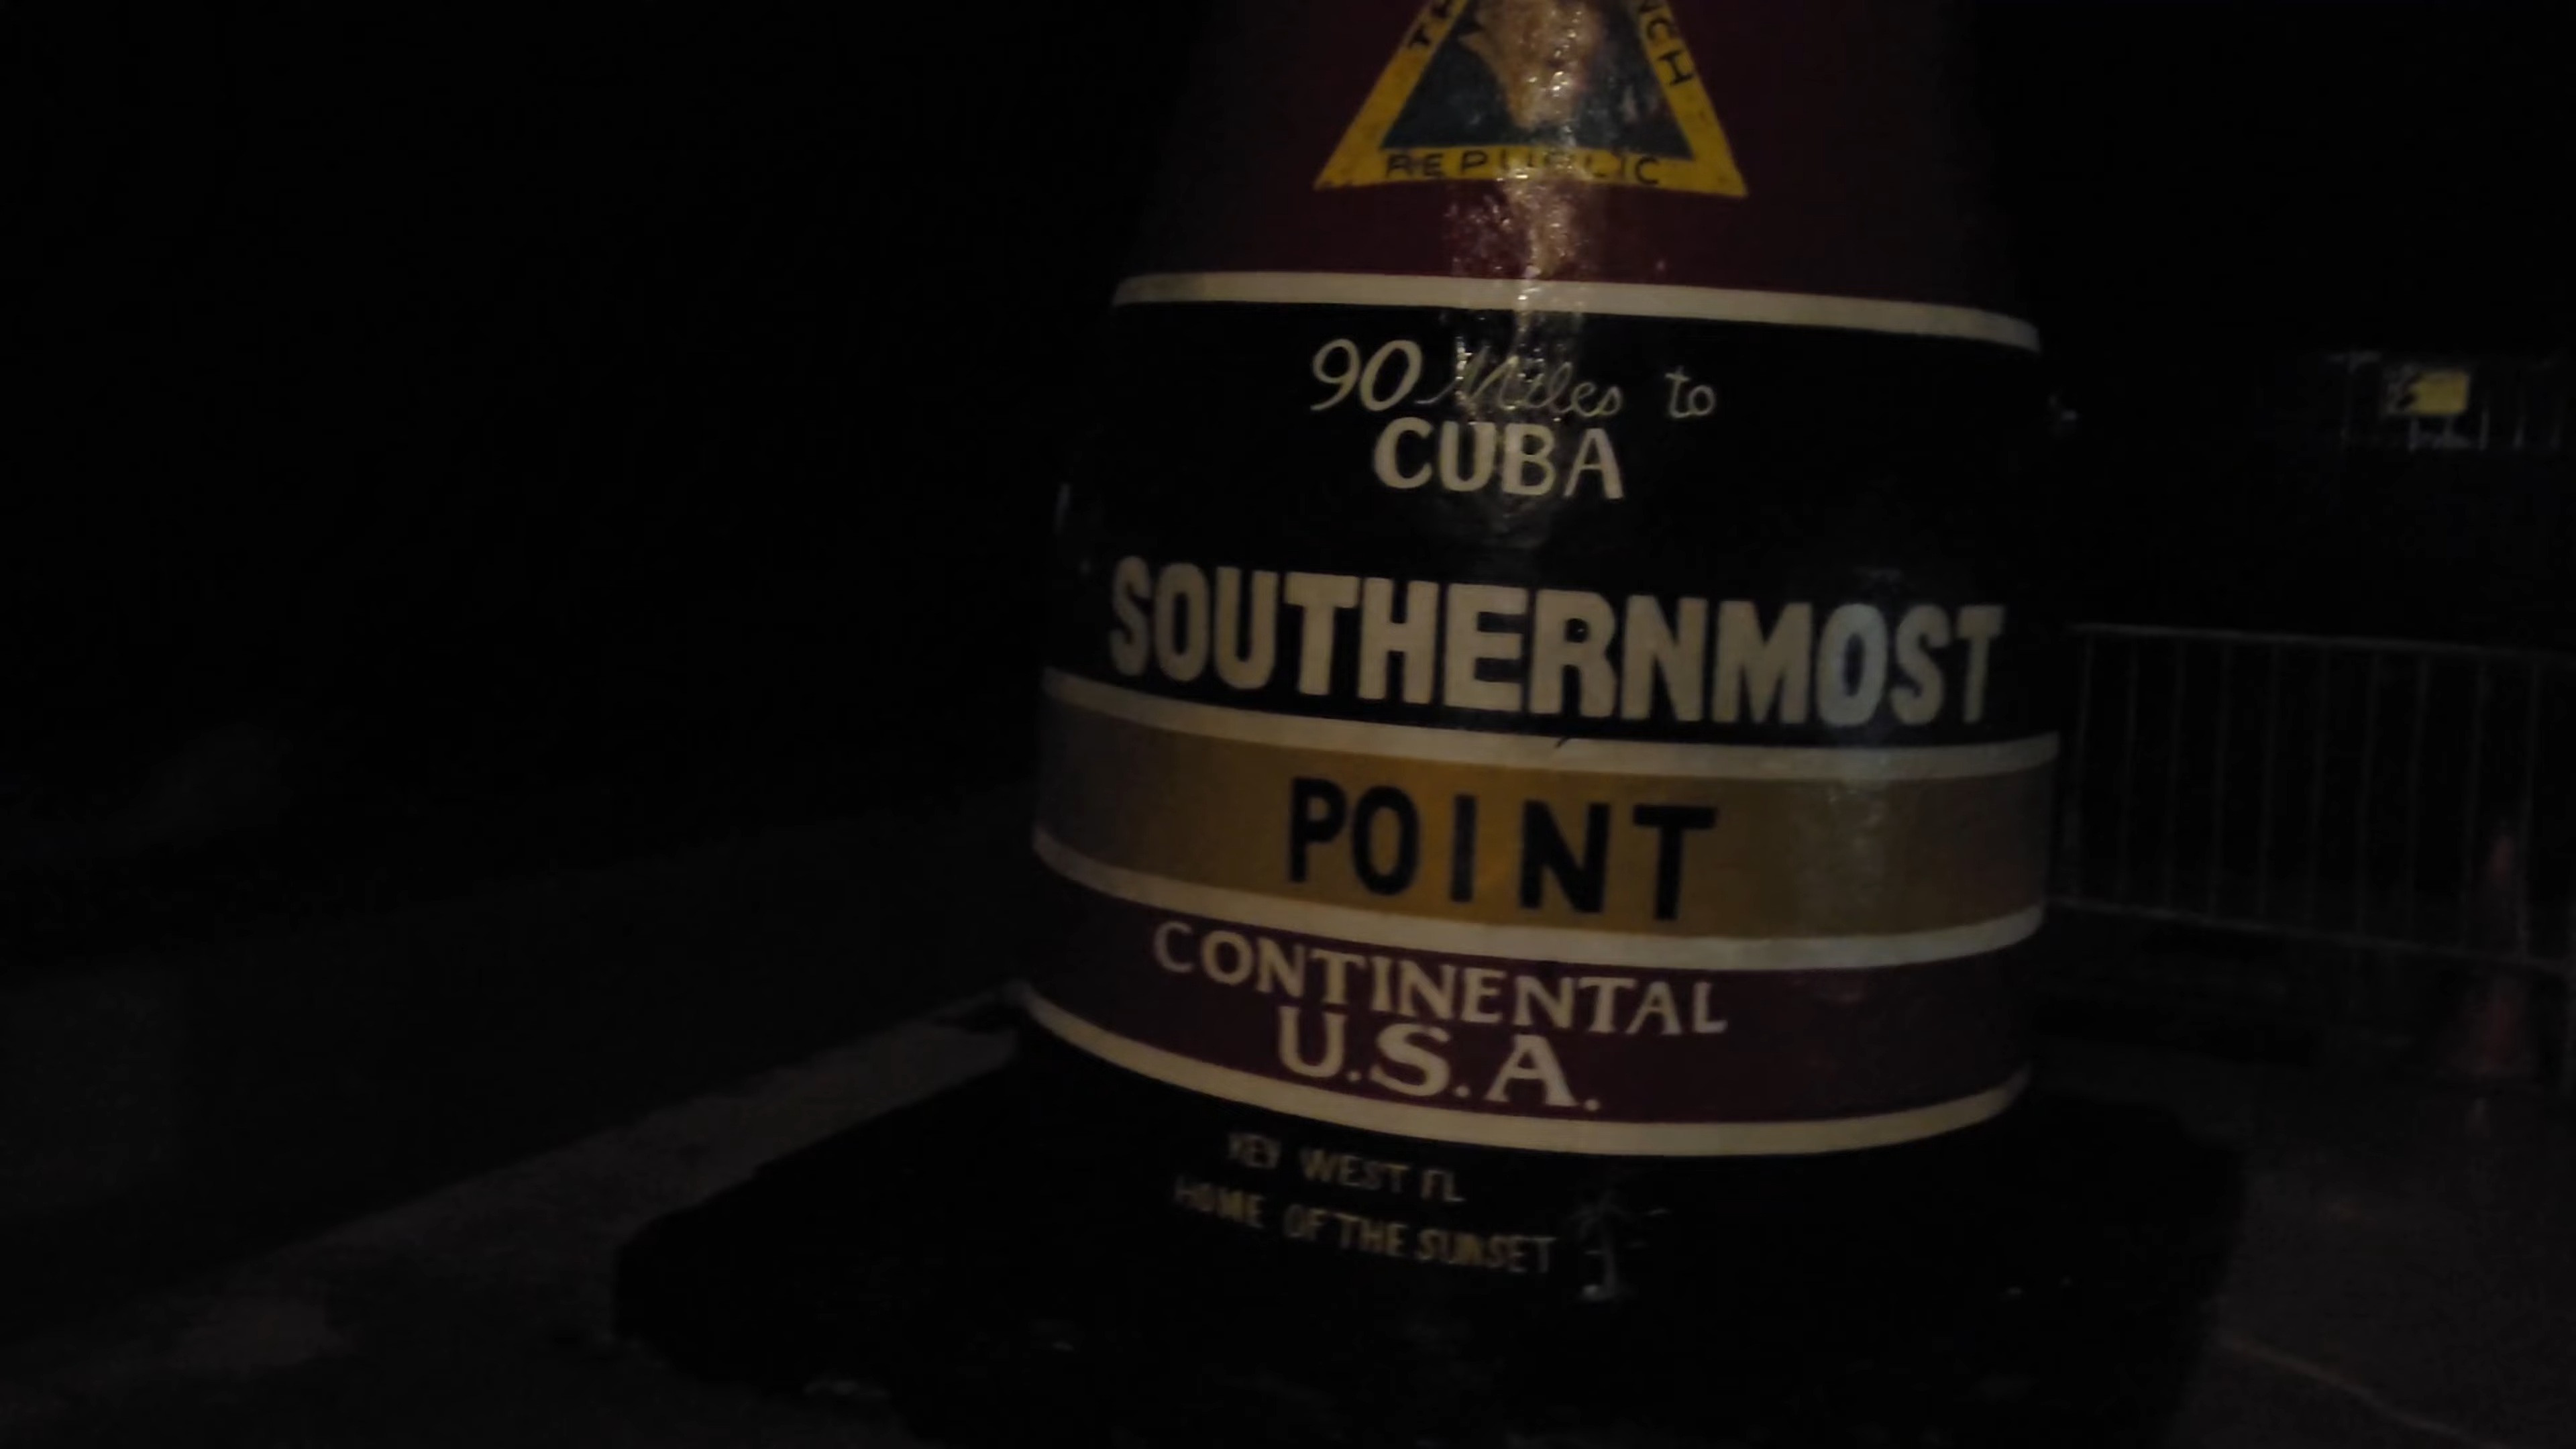 REPUBLIC
90 Miles to
CUBA
SOUTHERNMOST
POINT
CONTINENTAL
U.S.A.
KEY WEST FL
HOME OF THE SUNSET